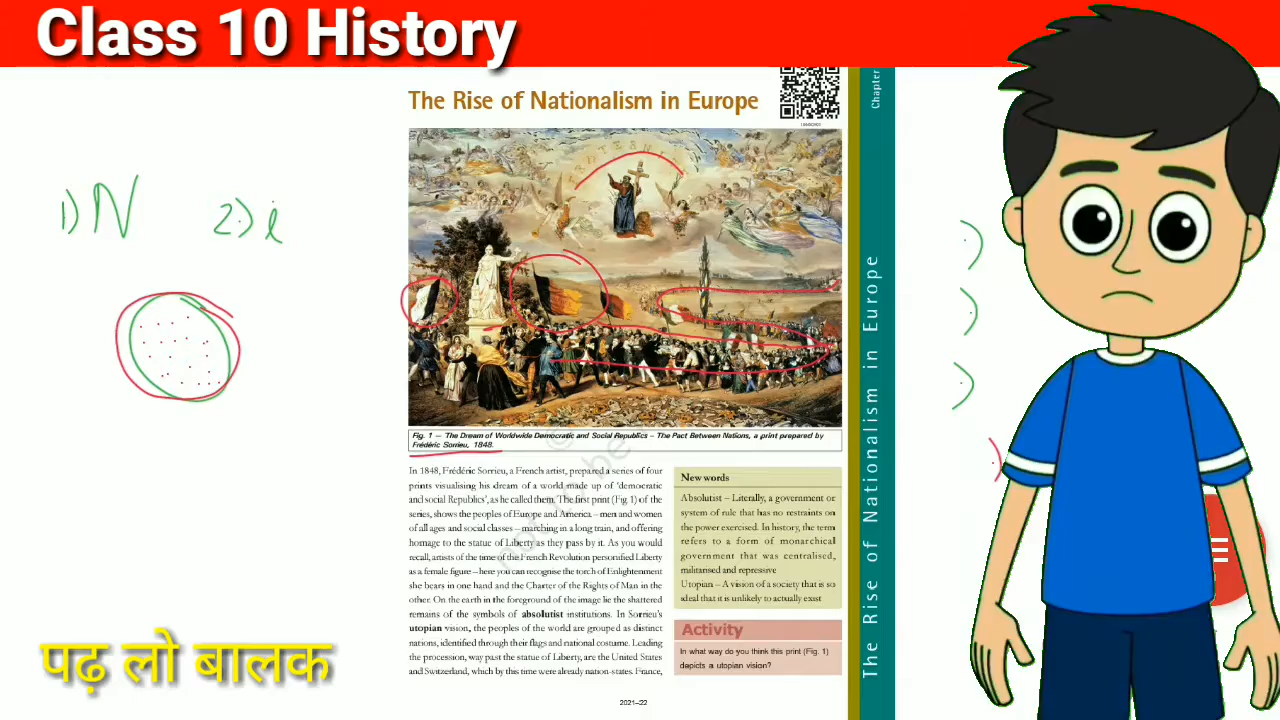 Class 10 History
The Rise of Nationalism in Europe
Chapter
1) N 2) i
Fig. 1 — The Dream of Worldwide Democratic and Social Republics – The Pact Between Nations, a print prepared by
Frédéric Sorrieu, 1848.
In 1848, Frédéric Sorrieu, a French artist, prepared a series of four
prints visualising his dream of a world made up of ‘democratic
and social Republics’, as he called them. The first print (Fig. 1) of the
series, shows the peoples of Europe and America – men and women
of all ages and social classes – marching in a long train, and offering
homage to the statue of Liberty as they pass by it. As you would
recall, artists of the time of the French Revolution personified Liberty
as a female figure – here you can recognise the torch of Enlightenment
she bears in one hand and the Charter of the Rights of Man in the
other. On the earth in the foreground of the image lie the shattered
remains of the symbols of absolutist institutions. In Sorrieu’s
utopian vision, the peoples of the world are grouped as distinct
nations, identified through their flags and national costume. Leading
the procession, way past the statue of Liberty, are the United States
and Switzerland, which by this time were already nation-states. France,
New words
Absolutist – Literally, a government or
system of rule that has no restraints on
the power exercised. In history, the term
refers to a form of monarchical
government that was centralised,
militarised and repressive
Utopian – A vision of a society that is so
ideal that it is unlikely to actually exist
Activity
In what way do you think this print (Fig. 1)
depicts a utopian vision?
The Rise of Nationalism in Europe
पढ़ लो बालक
2021–22